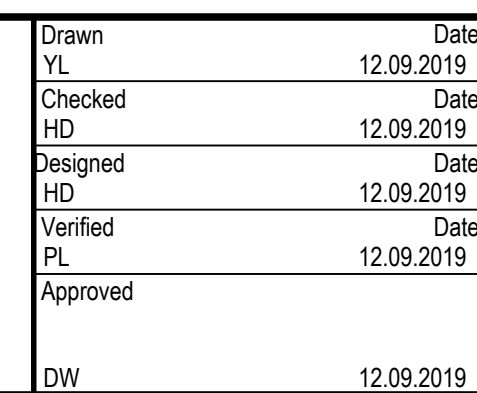 Drawn Date
YL 12.09.2019
Checked Date
HD 12.09.2019
Designed Date
HD 12.09.2019
Verified Date
PL 12.09.2019
Approved
DW 12.09.2019